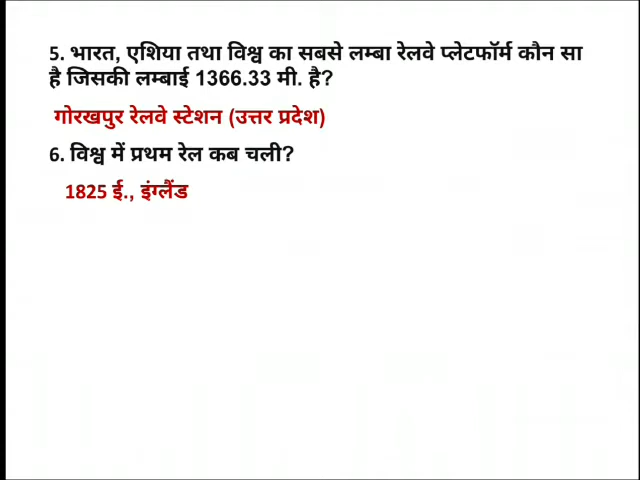 5. भारत, एशिया तथा विश्व का सबसे लम्बा रेलवे प्लेटफॉर्म कौन सा
है जिसकी लम्बाई 1366.33 मी. है?
गोरखपुर रेलवे स्टेशन (उत्तर प्रदेश)
6. विश्व में प्रथम रेल कब चली?
1825 ई., इंग्लैंड